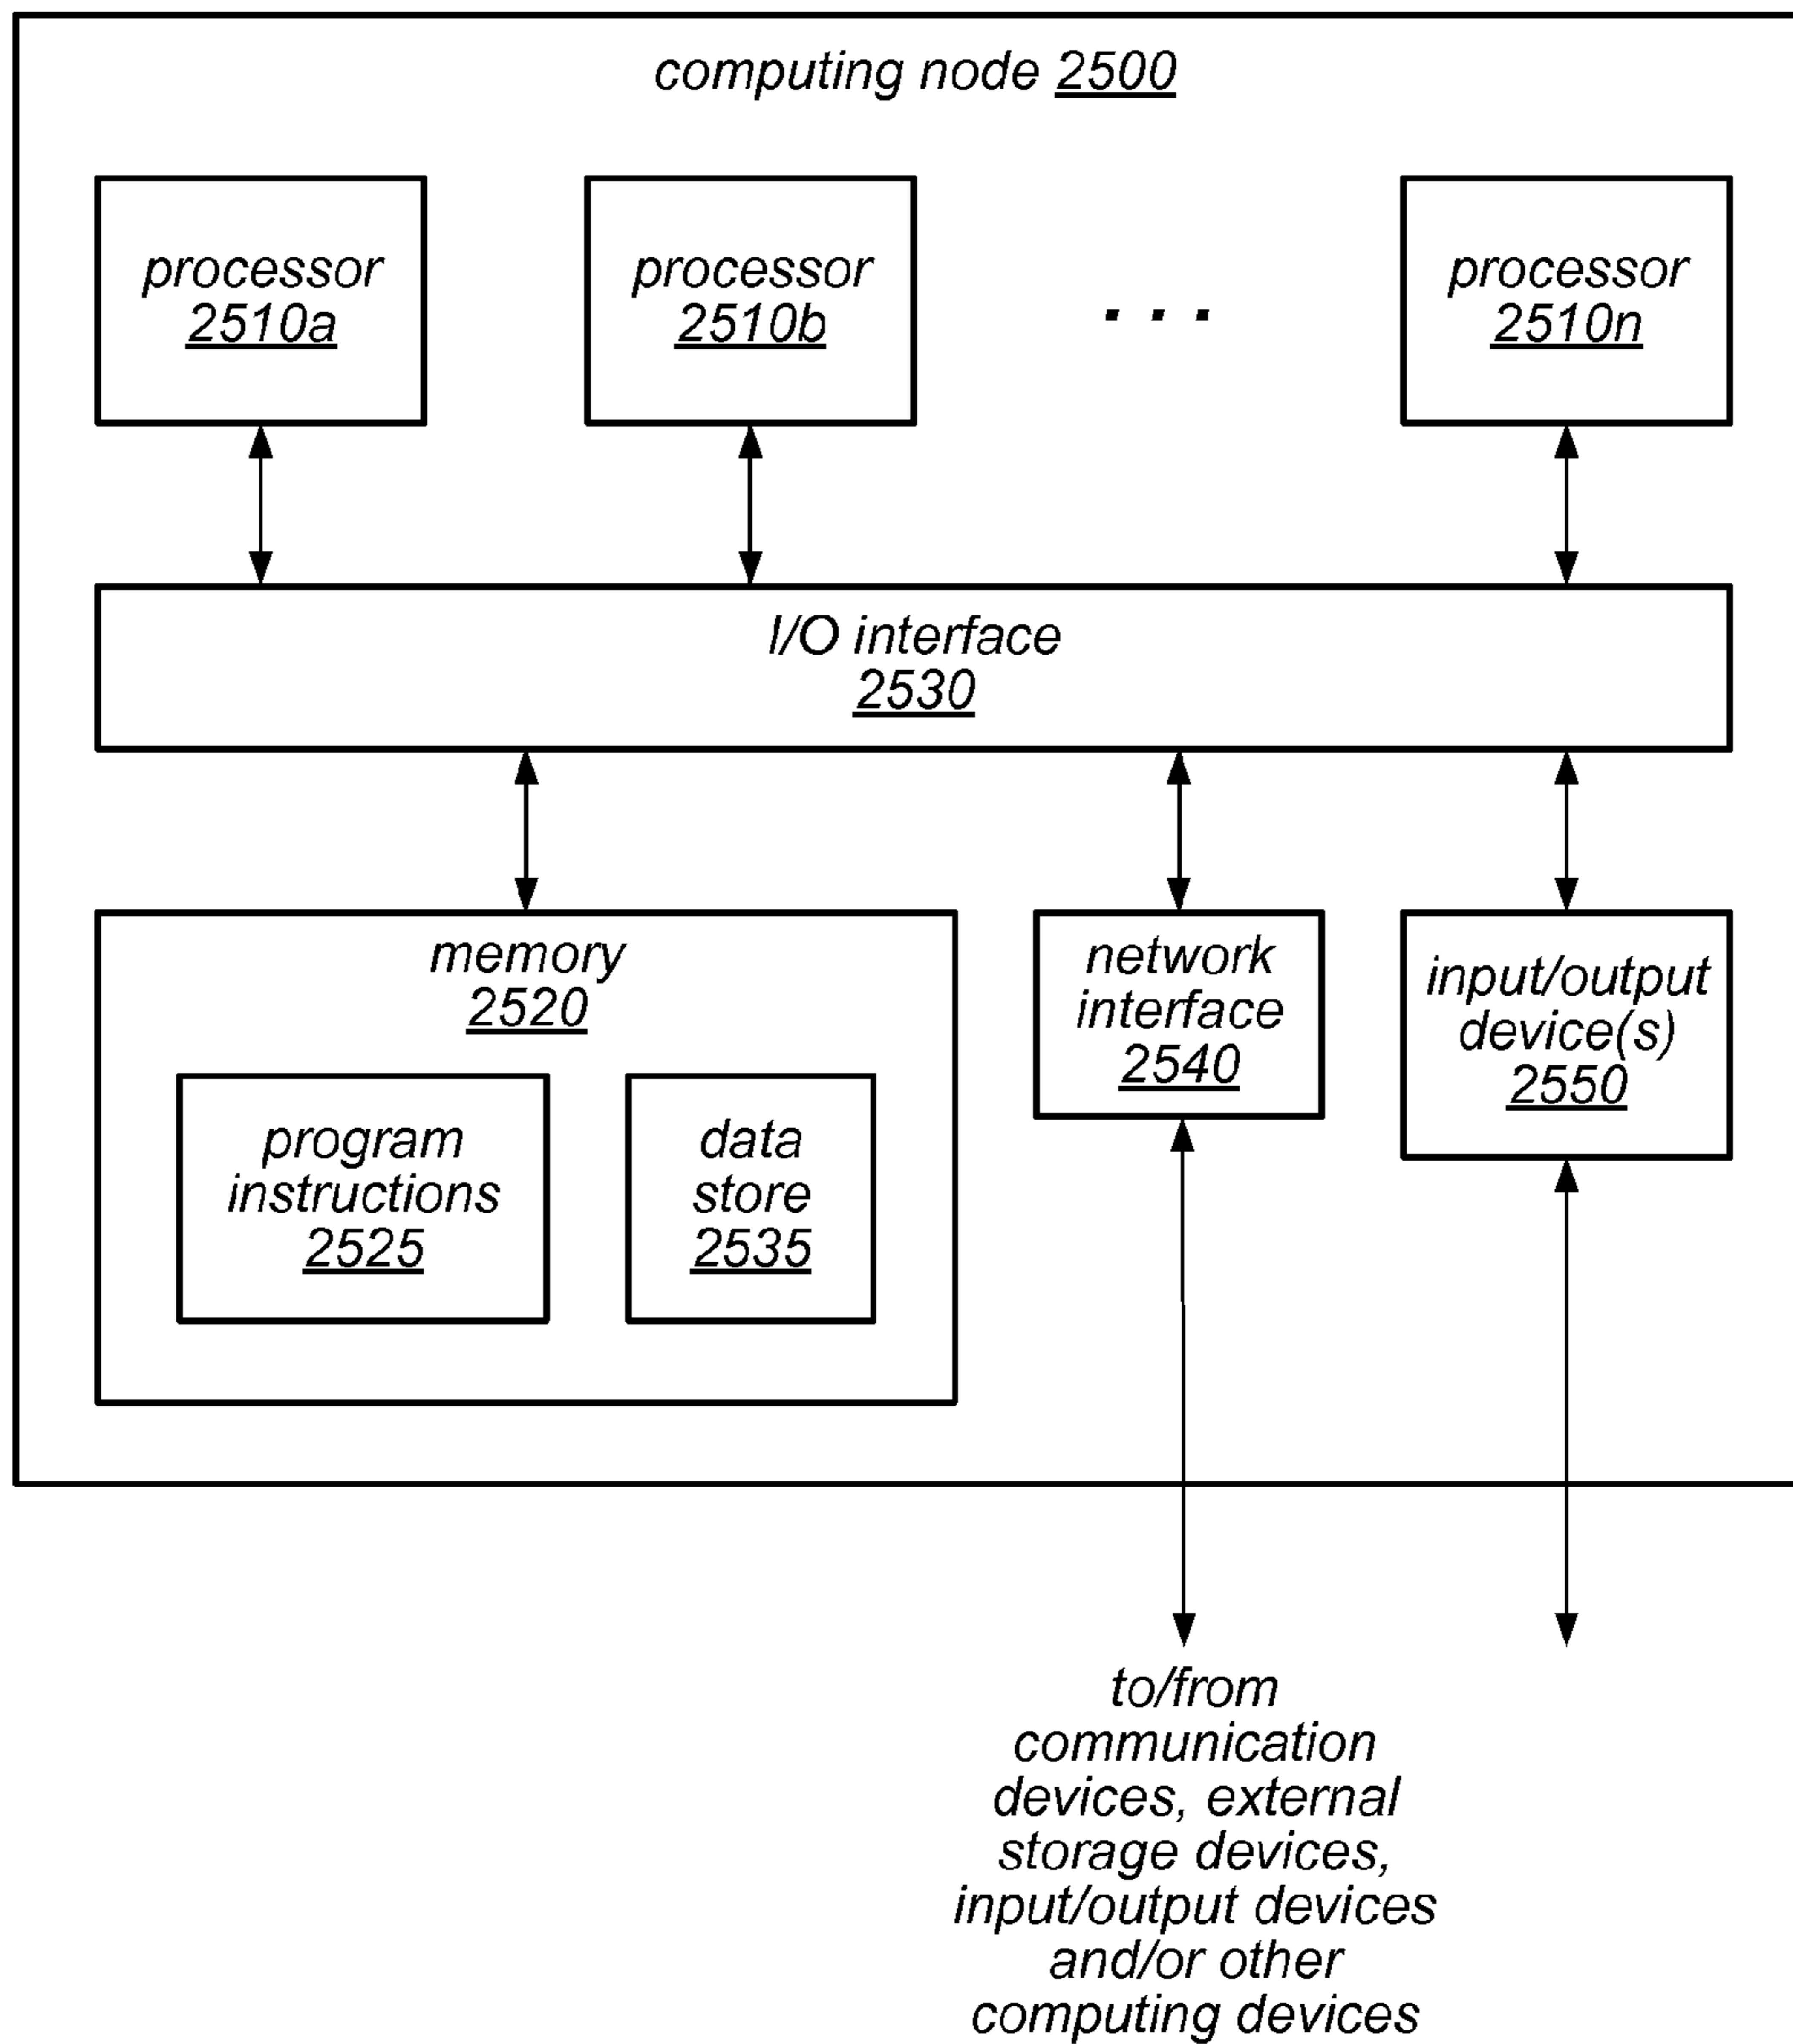 computing node 2500
processor
2510a
processor
2510b
. . .
processor
2510n
I/O interface
2530
memory
2520
program
instructions
2525
data
store
2535
network
interface
2540
input/output
device(s)
2550
to/from
communication
devices, external
storage devices,
input/output devices
and/or other
computing devices